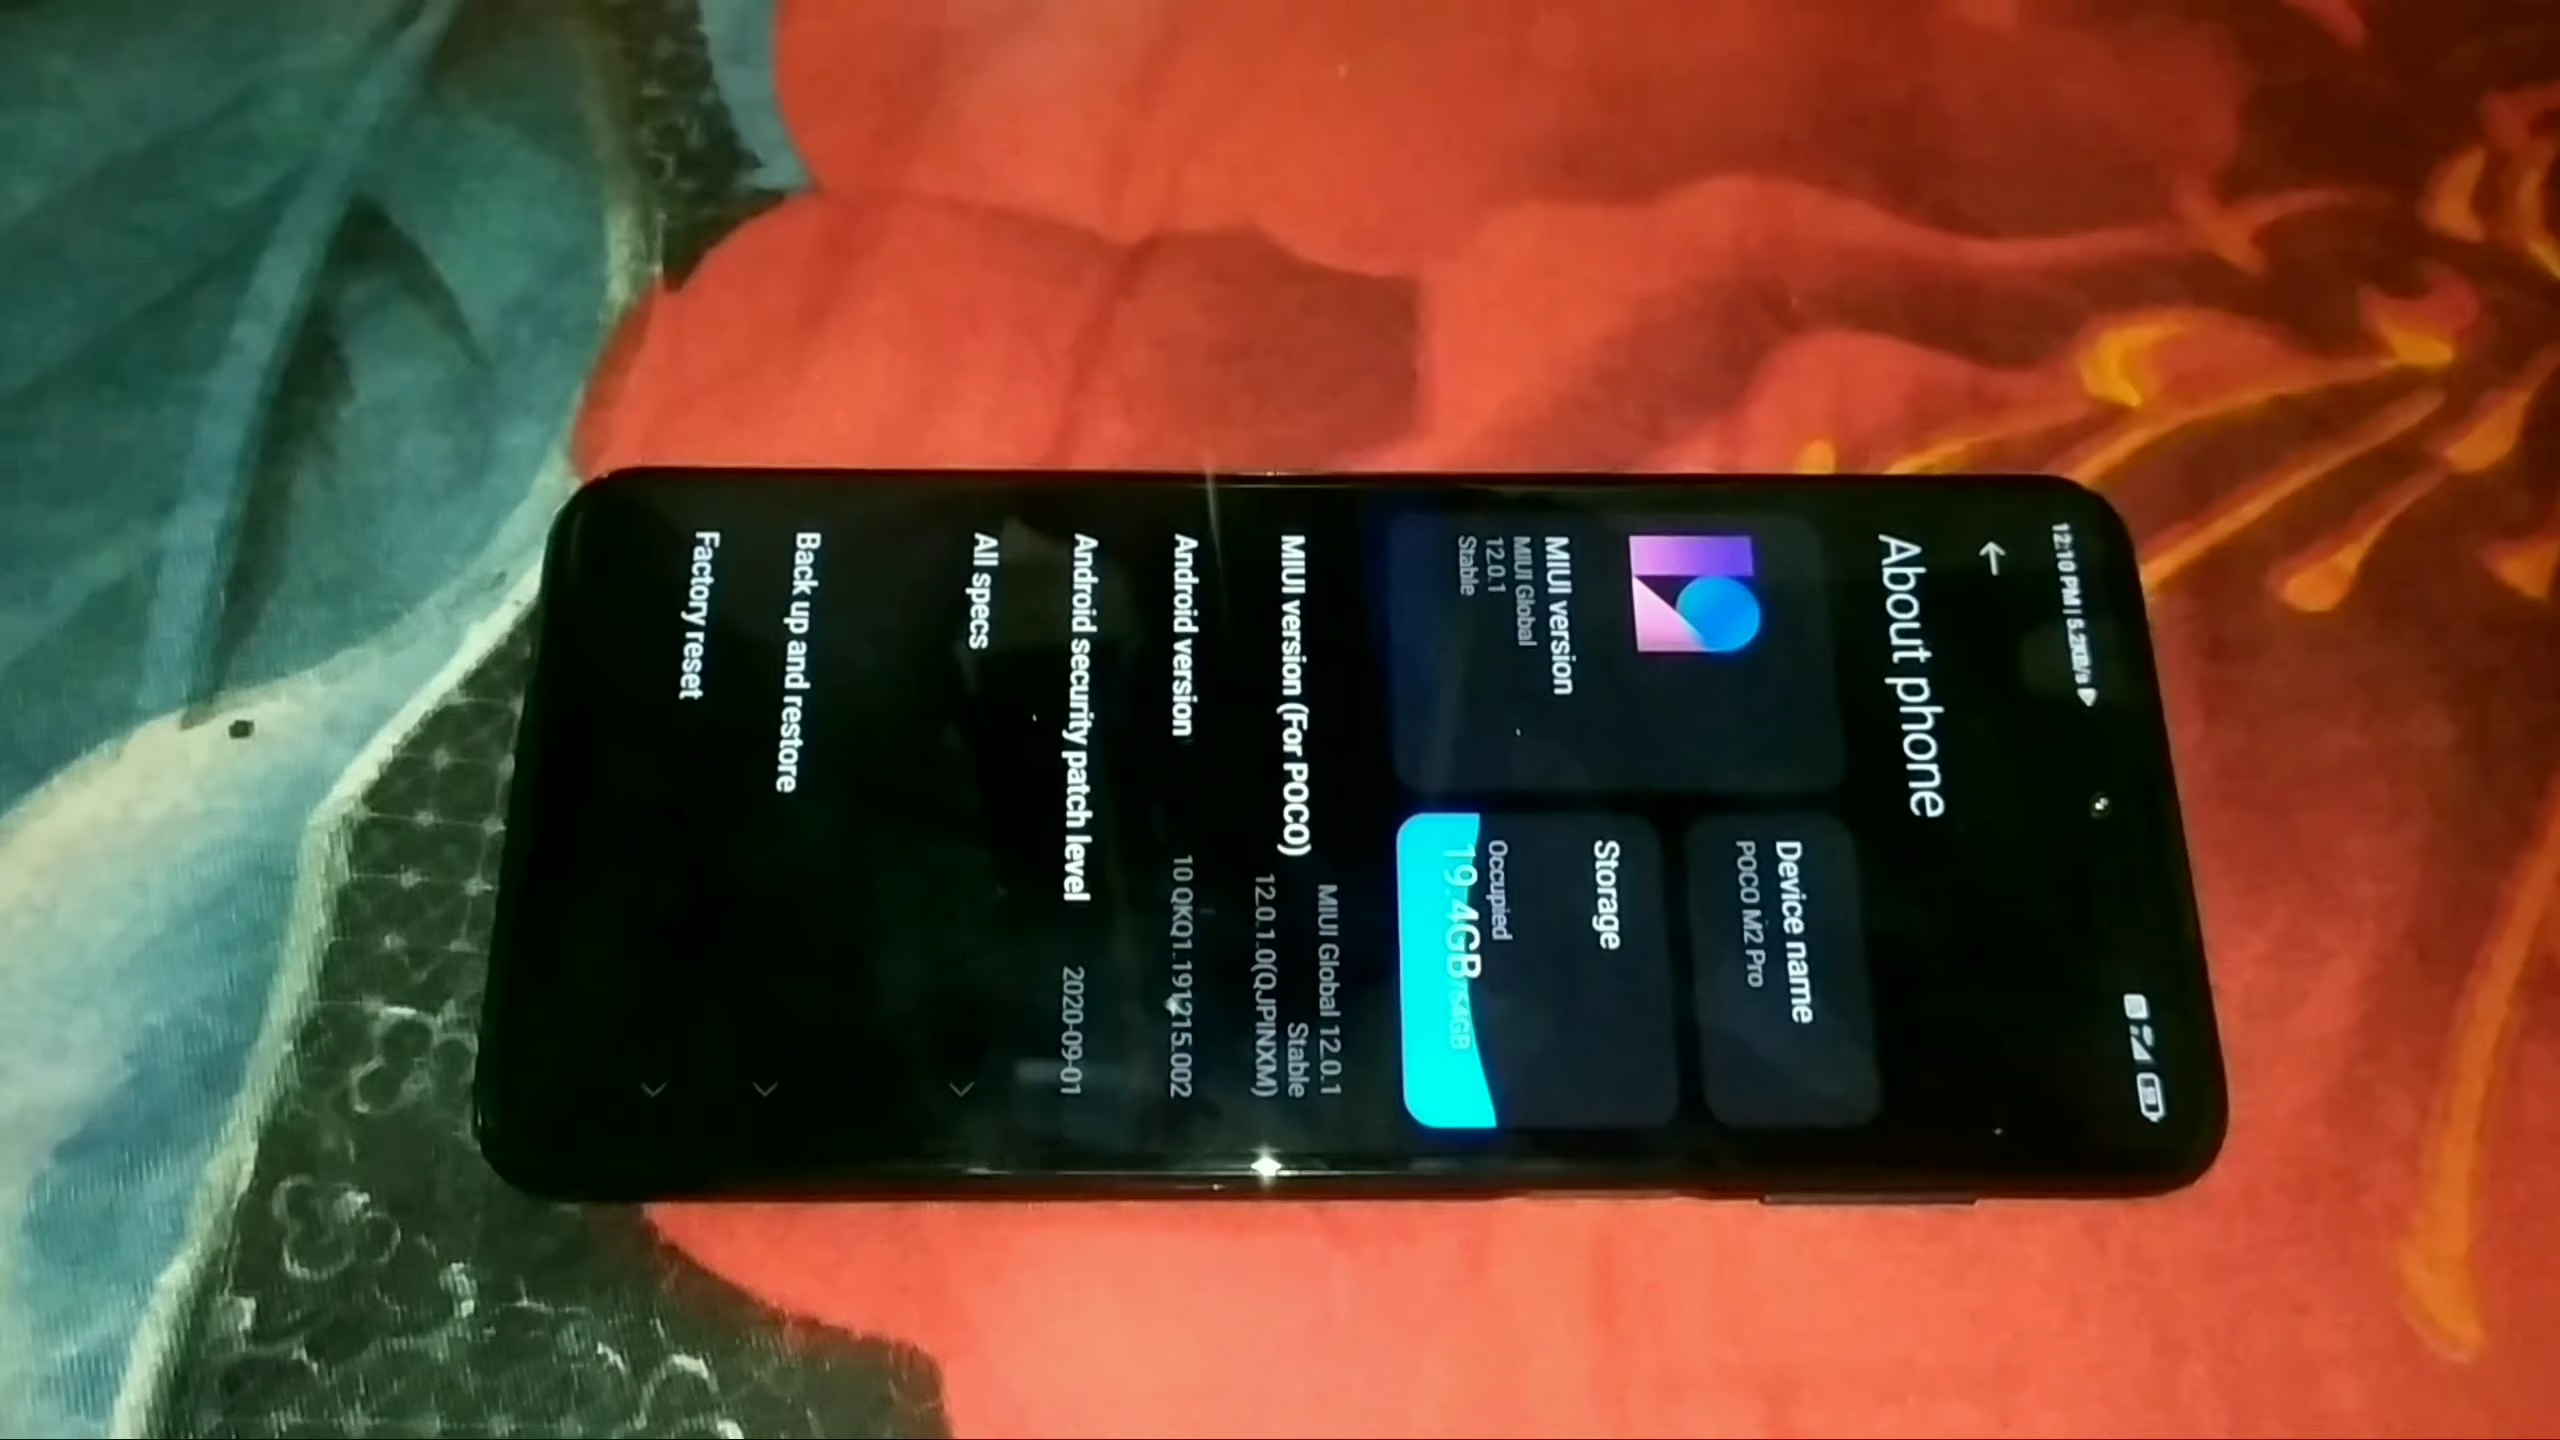 12:10 PM | 5.2KB/s
About phone
MIUI version
MIUI Global
12.0.1
Stable
Device name
POCO M2 Pro
Storage
Occupied
19.4GB/64GB
MIUI version (For POCO)
MIUI Global 12.0.1
Stable
12.0.1.0(QJPINXM)
Android version
10 QKQ1.191215.002
Android security patch level
2020-09-01
All specs
Back up and restore
Factory reset